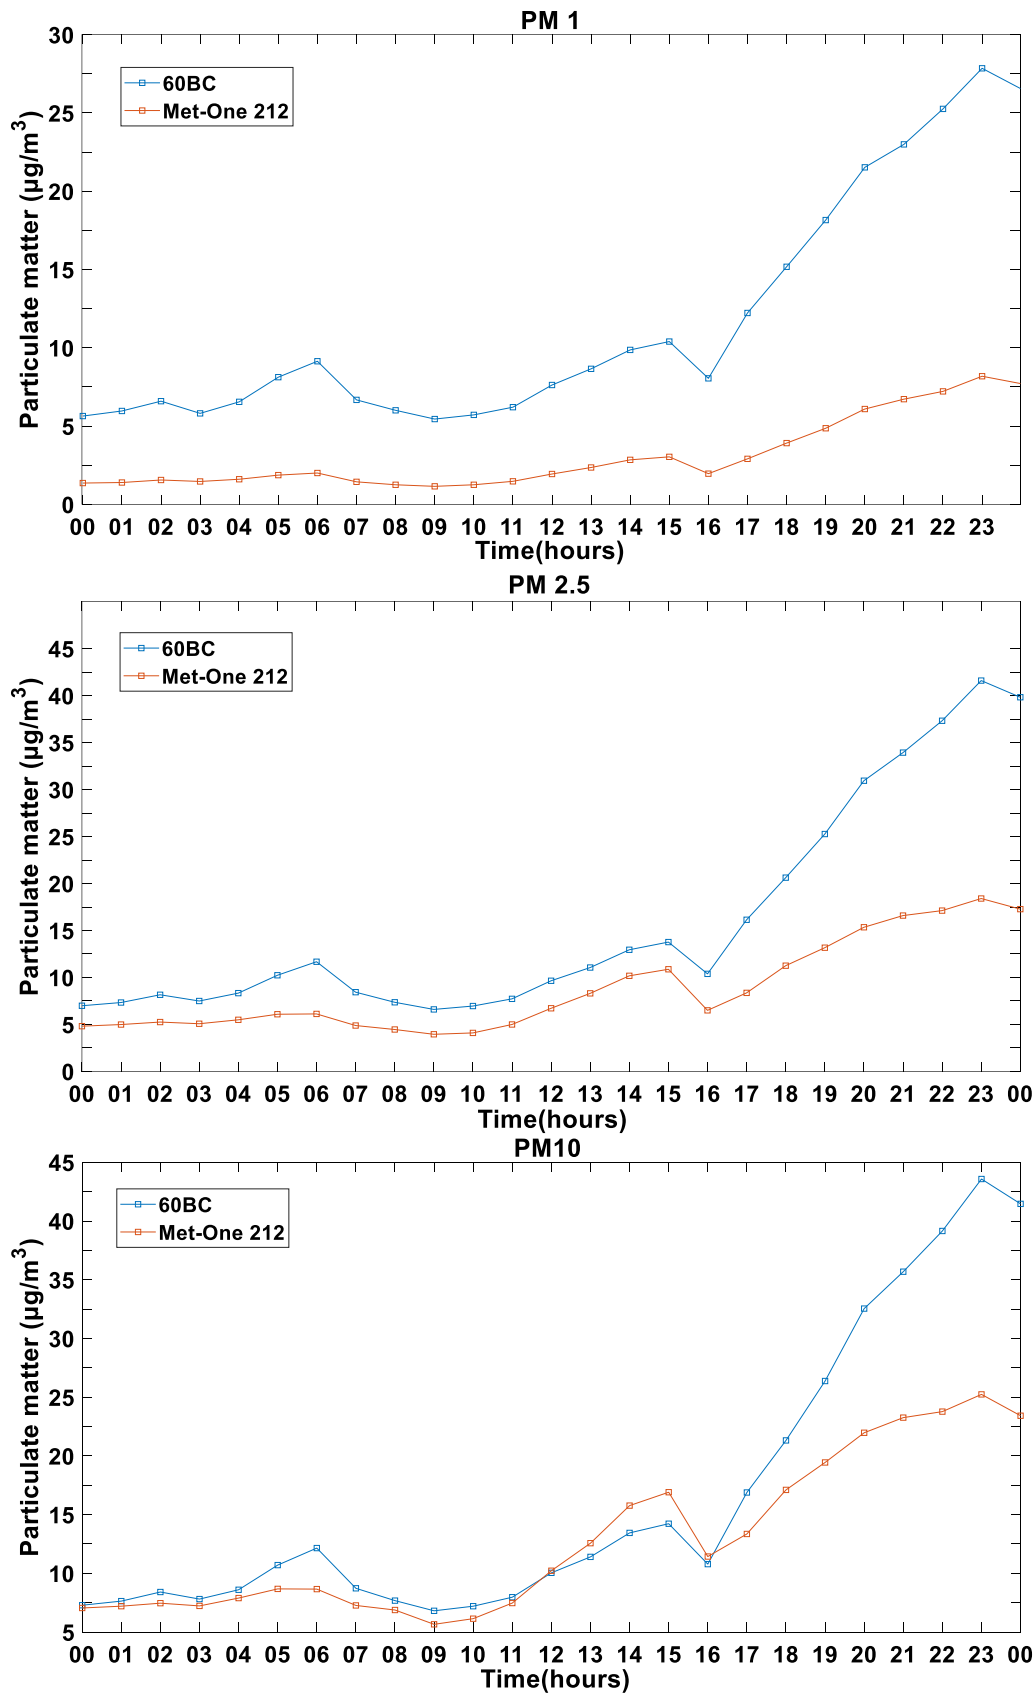 PM 1
Particulate matter (µg/m³)
30
25
20
15
10
5
0
60BC
Met-One 212
00 01 02 03 04 05 06 07 08 09 10 11 12 13 14 15 16 17 18 19 20 21 22 23
Time(hours)
PM 2.5
Particulate matter (µg/m³)
45
40
35
30
25
20
15
10
5
0
60BC
Met-One 212
00 01 02 03 04 05 06 07 08 09 10 11 12 13 14 15 16 17 18 19 20 21 22 23 00
Time(hours)
PM10
Particulate matter (µg/m³)
45
40
35
30
25
20
15
10
5
60BC
Met-One 212
00 01 02 03 04 05 06 07 08 09 10 11 12 13 14 15 16 17 18 19 20 21 22 23 00
Time(hours)